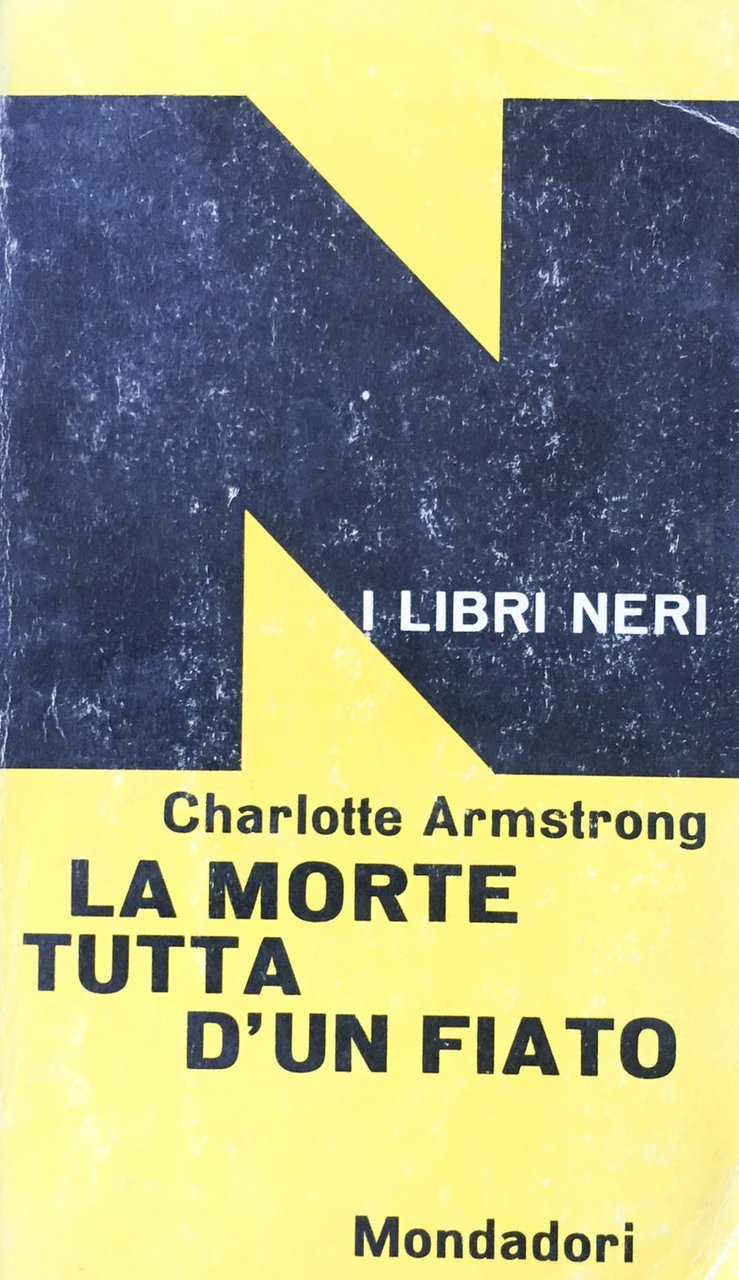 N
I LIBRI NERI
Charlotte Armstrong
LA MORTE
TUTTA
D'UN FIATO
Mondadori